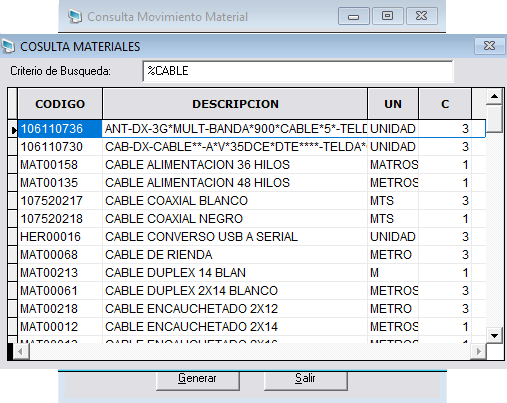 Consulta Movimiento Material
COSULTA MATERIALES
Criterio de Busqueda: %CABLE
CODIGO DESCRIPCION UN C
106110736 ANT-DX-3G*MULT-BANDA*900*CABLE*5*-TELD UNIDAD 3
106110730 CAB-DX-CABLE**-A*V*35DCE*DTE****-TELDA* UNIDAD 3
MAT00158 CABLE ALIMENTACION 36 HILOS MATROS 1
MAT00135 CABLE ALIMENTACION 48 HILOS METROS 1
107520217 CABLE COAXIAL BLANCO MTS 3
107520218 CABLE COAXIAL NEGRO MTS 1
HER00016 CABLE CONVERSO USB A SERIAL UNIDAD 3
MAT00068 CABLE DE RIENDA METRO 3
MAT00213 CABLE DUPLEX 14 BLAN M 1
MAT00061 CABLE DUPLEX 2X14 BLANCO METROS 3
MAT00218 CABLE ENCAUCHETADO 2X12 METRO 3
MAT00012 CABLE ENCAUCHETADO 2X14 METROS 1
MAT00013 CABLE ENCAUCHETADO 2X16 METROS 1
Generar Salir